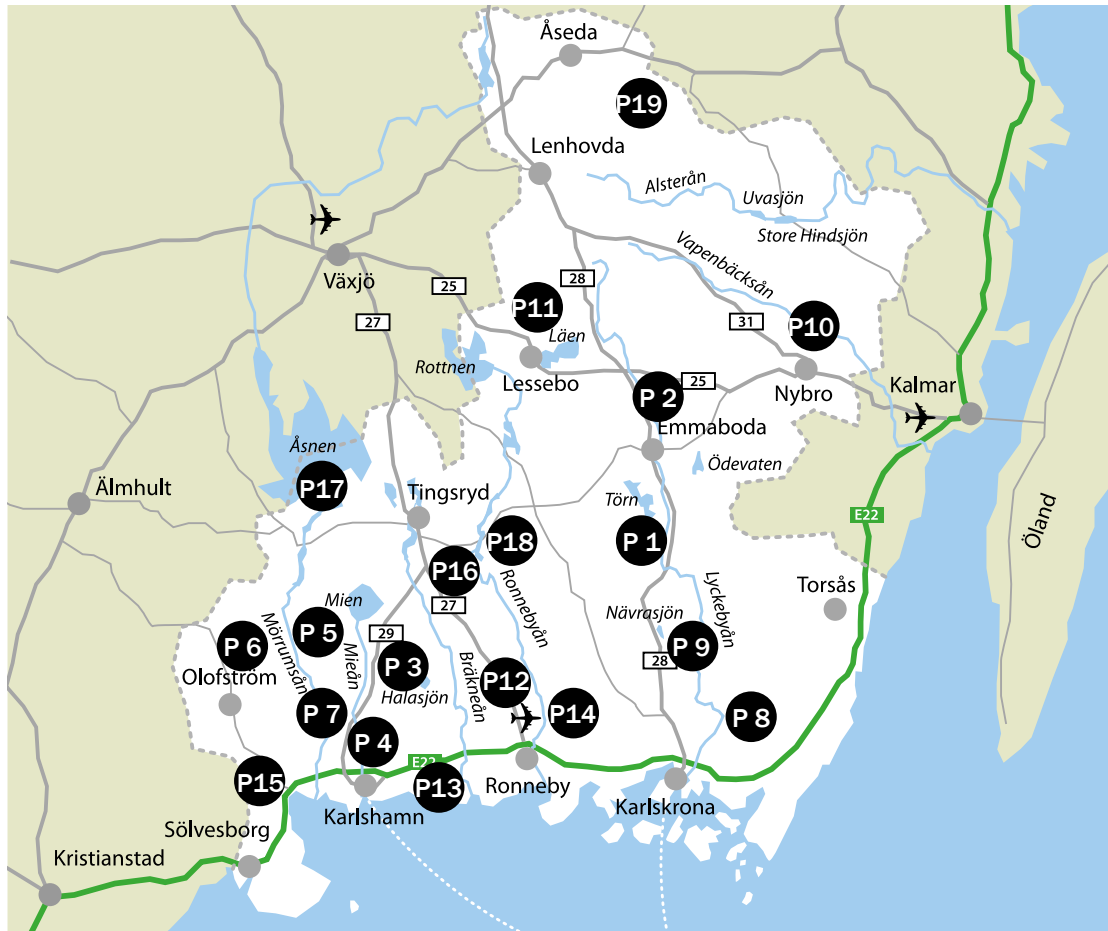 Åseda
P19
Lenhovda
Alsterån
Uvasjön
Store Hindsjön
Växjö
Vapenbäcksån
28
25
27
P11
31
P10
Läen
Rottnen
Lessebo
P 2
25
Nybro
Kalmar
Emmaboda
Åsnen
Ödevaten
P17
Älmhult
Tingsryd
Törn
E22
Öland
P18
P 1
P16
Ronnebyån
Lyckebyån
Torsås
27
Mien
Nävrasjön
P 5
29
P 6
Mörrumsån
Mieån
P 3
Bräkneån
28
P 9
Olofström
Halasjön
P12
P 7
P14
P 8
P 4
E22
P15
P13
Ronneby
Karlskrona
Karlshamn
Sölvesborg
Kristianstad